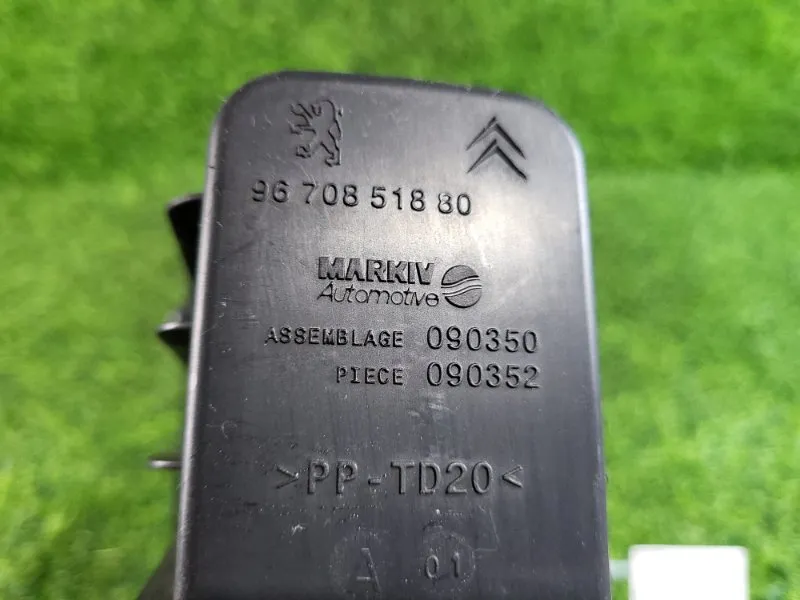 96 708 518 80
MARKIV
Automotive
ASSEMBLAGE 090350
PIECE 090352
>PP-TD20<
A 01